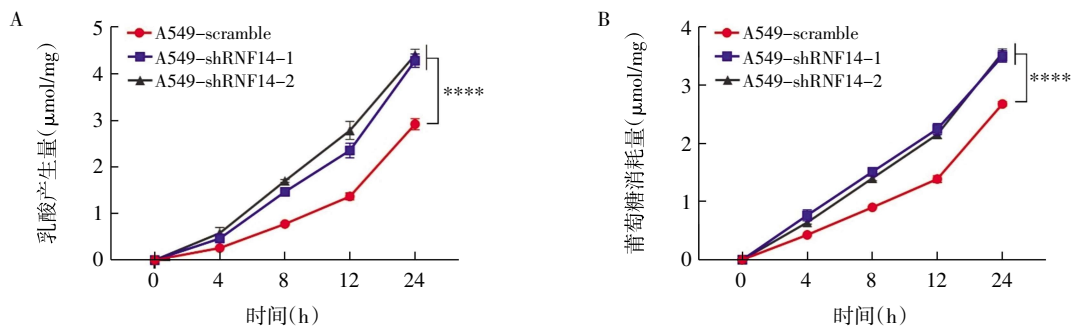 A
A549-scramble
A549-shRNF14-1
A549-shRNF14-2
****
乳酸产生量(μmol/mg)
5
4
3
2
1
0
0 4 8 12 24
时间(h)
B
A549-scramble
A549-shRNF14-1
A549-shRNF14-2
****
葡萄糖消耗量(μmol/mg)
4
3
2
1
0
0 4 8 12 24
时间(h)